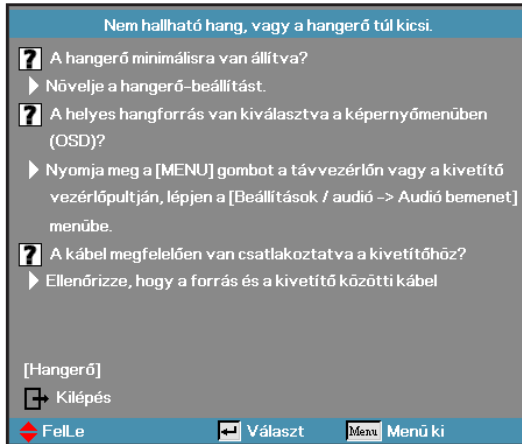 Nem hallható hang, vagy a hangerő túl kicsi.
? A hangerő minimálisra van állítva?
Növelje a hangerő-beállítást.
? A helyes hangforrás van kiválasztva a képernyőmenüben
(OSD)?
Nyomja meg a [MENU] gombot a távvezérlőn vagy a kivetítő
vezérlőpultján, lépjen a [Beállítások / audió -> Audió bemenet]
menübe.
? A kábel megfelelően van csatlakoztatva a kivetítőhöz?
Ellenőrizze, hogy a forrás és a kivetítő közötti kábel
[Hangerő]
Kilépés
FelLe Választ Menu Menü ki